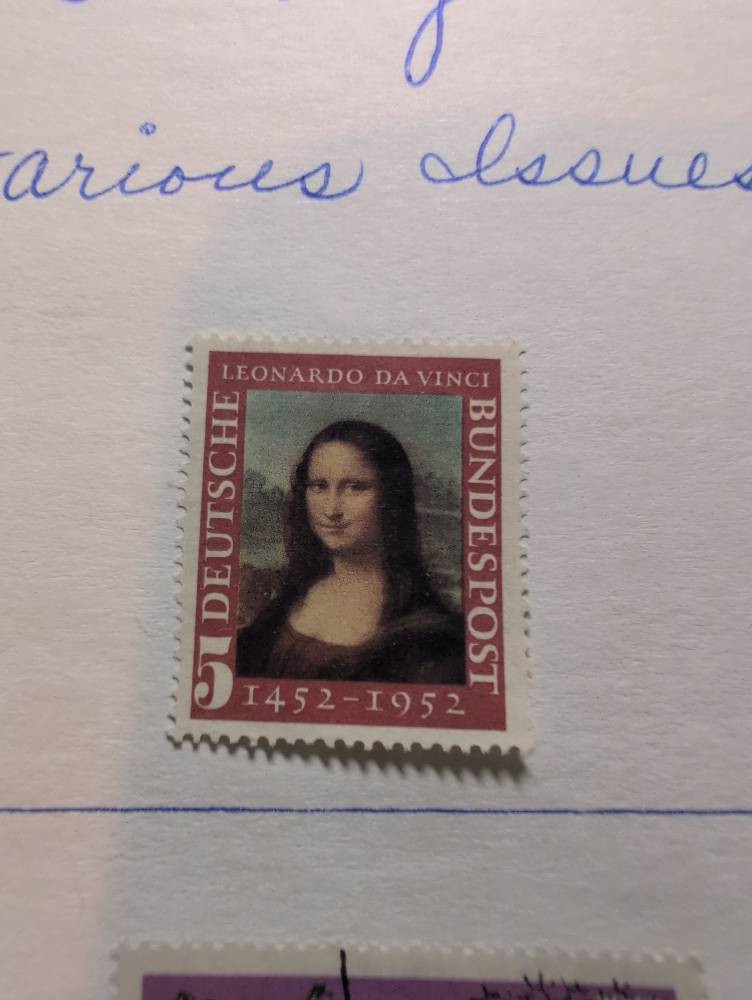 arious Issues
LEONARDO DA VINCI
DEUTSCHE
BUNDESPOST
5
1452-1952